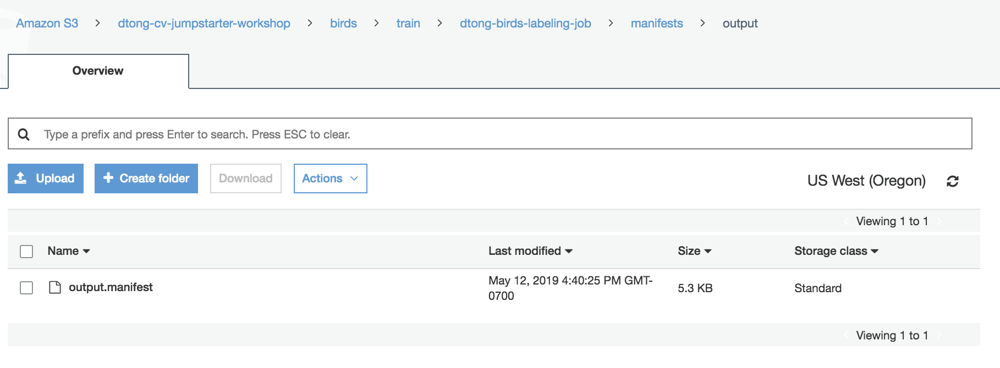 Amazon S3 > dtong-cv-jumpstarter-workshop > birds > train > dtong-birds-labeling-job > manifests > output
Overview
Type a prefix and press Enter to search. Press ESC to clear.
Upload Create folder Download Actions US West (Oregon)
Viewing 1 to 1
Name Last modified Size Storage class
output.manifest May 12, 2019 4:40:25 PM GMT-
0700 5.3 KB Standard
Viewing 1 to 1